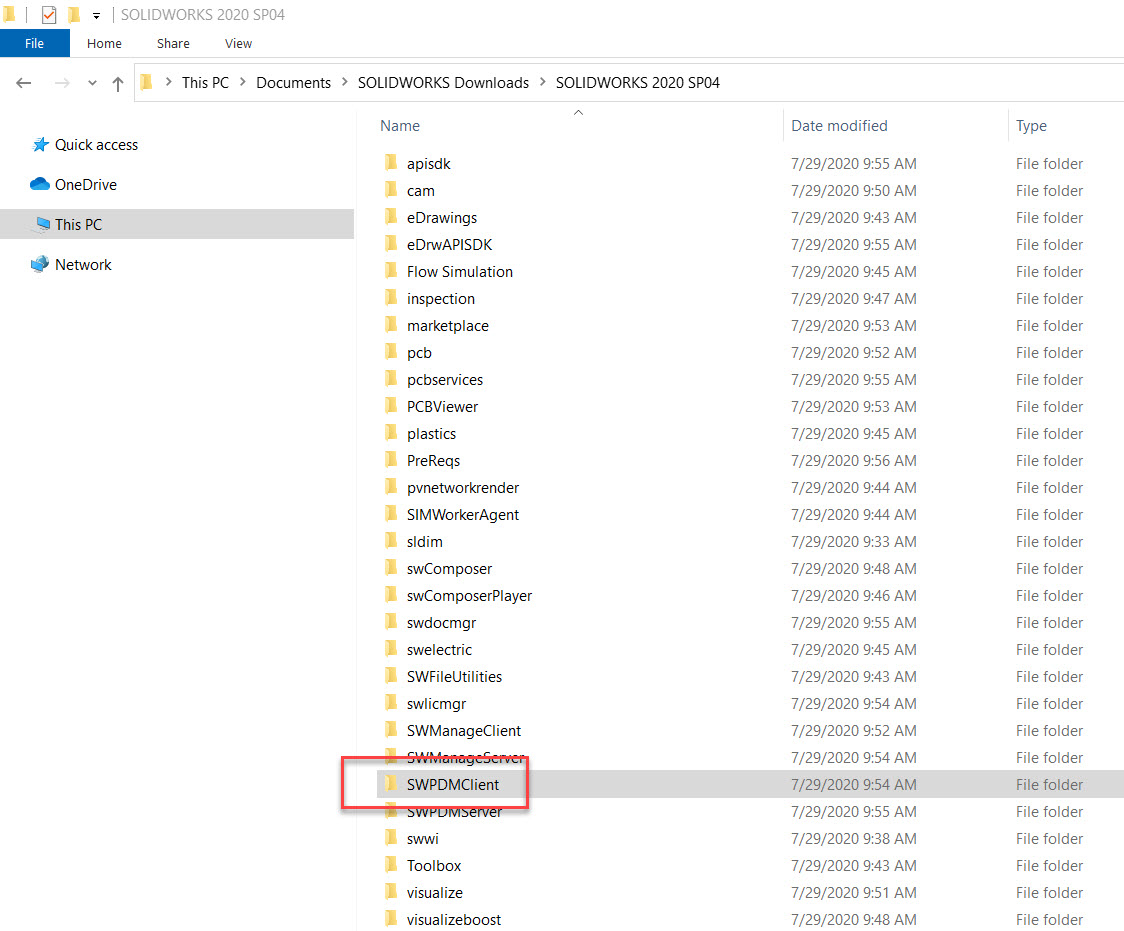 SOLIDWORKS 2020 SP04
File Home Share View
This PC Documents SOLIDWORKS Downloads SOLIDWORKS 2020 SP04
Quick access
OneDrive
This PC
Network
Name Date modified Type
apisdk 7/29/2020 9:55 AM File folder
cam 7/29/2020 9:50 AM File folder
eDrawings 7/29/2020 9:43 AM File folder
eDrwAPISDK 7/29/2020 9:55 AM File folder
Flow Simulation 7/29/2020 9:45 AM File folder
inspection 7/29/2020 9:47 AM File folder
marketplace 7/29/2020 9:53 AM File folder
pcb 7/29/2020 9:52 AM File folder
pcbservices 7/29/2020 9:55 AM File folder
PCBViewer 7/29/2020 9:53 AM File folder
plastics 7/29/2020 9:45 AM File folder
PreReqs 7/29/2020 9:56 AM File folder
pvnetworkrender 7/29/2020 9:44 AM File folder
SIMWorkerAgent 7/29/2020 9:44 AM File folder
sldim 7/29/2020 9:33 AM File folder
swComposer 7/29/2020 9:48 AM File folder
swComposerPlayer 7/29/2020 9:46 AM File folder
swdocmgr 7/29/2020 9:55 AM File folder
swelectric 7/29/2020 9:45 AM File folder
SWFileUtilities 7/29/2020 9:43 AM File folder
swlicmgr 7/29/2020 9:54 AM File folder
SWManageClient 7/29/2020 9:52 AM File folder
SWManageServer 7/29/2020 9:54 AM File folder
SWPDMClient 7/29/2020 9:54 AM File folder
SWPDMServer 7/29/2020 9:55 AM File folder
swwi 7/29/2020 9:38 AM File folder
Toolbox 7/29/2020 9:43 AM File folder
visualize 7/29/2020 9:51 AM File folder
visualizeboost 7/29/2020 9:48 AM File folder